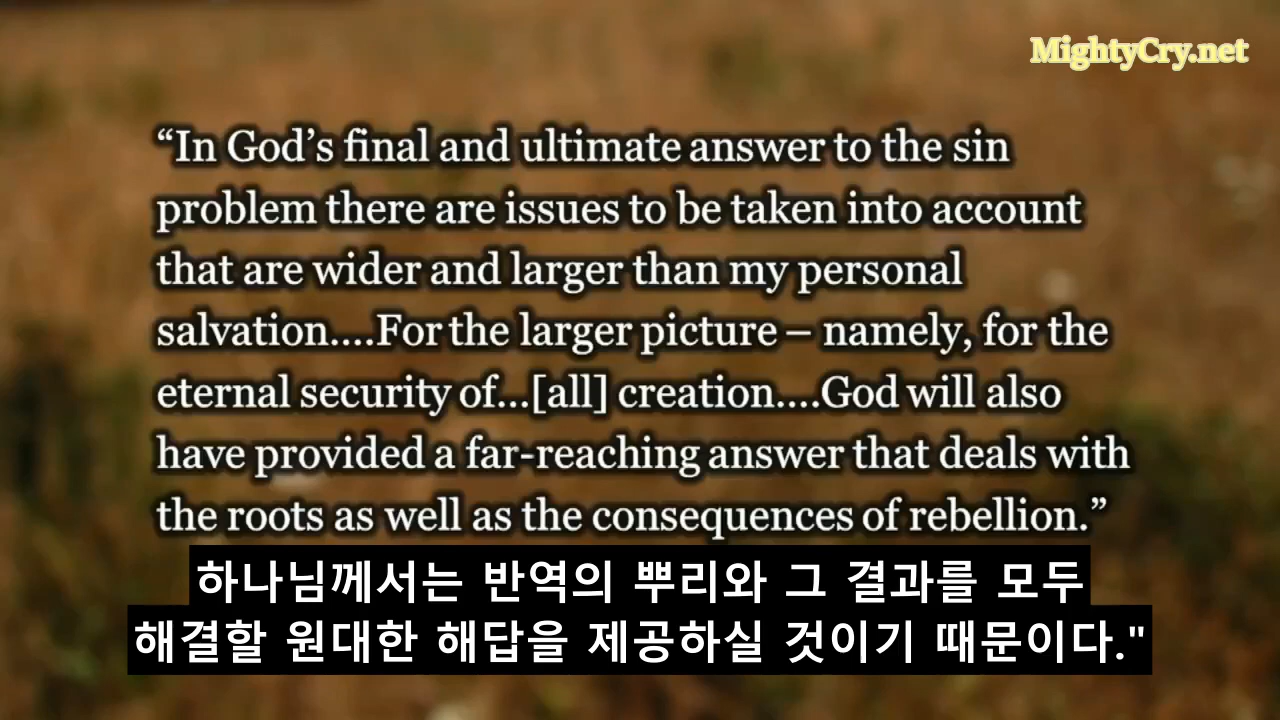 MightyCry.net
“In God’s final and ultimate answer to the sin
problem there are issues to be taken into account
that are wider and larger than my personal
salvation....For the larger picture – namely, for the
eternal security of...[all] creation....God will also
have provided a far-reaching answer that deals with
the roots as well as the consequences of rebellion.”
하나님께서는 반역의 뿌리와 그 결과를 모두
해결할 원대한 해답을 제공하실 것이기 때문이다."